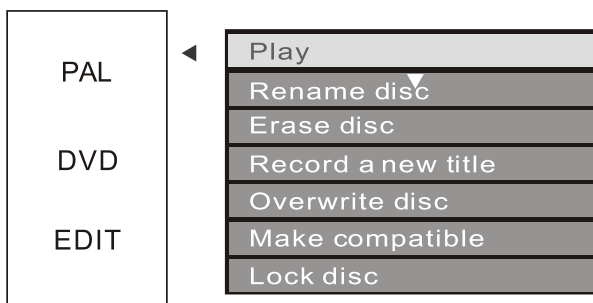 PAL
DVD
EDIT
Play
Rename disc
Erase disc
Record a new title
Overwrite disc
Make compatible
Lock disc